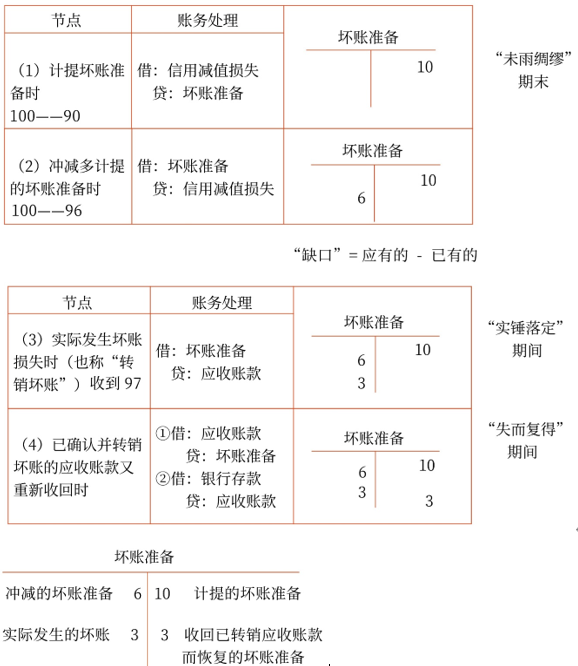 节点
账务处理
坏账准备
（1）计提坏账准
备时
100——90
借：信用减值损失
贷：坏账准备
10
“未雨绸缪”
期末
（2）冲减多计提
的坏账准备时
100——96
借：坏账准备
贷：信用减值损失
坏账准备
10
6
“缺口”= 应有的 - 已有的
节点
账务处理
（3）实际发生坏账
损失时（也称“转
销坏账”）收到 97
借：坏账准备
贷：应收账款
坏账准备
10
6
3
“实锤落定”
期间
（4）已确认并转销
坏账的应收账款又
重新收回时
①借：应收账款
贷：坏账准备
②借：银行存款
贷：应收账款
坏账准备
6 10
3
3
“失而复得”
期间
坏账准备
冲减的坏账准备 6 10 计提的坏账准备
实际发生的坏账 3 3 收回已转销应收账款
而恢复的坏账准备